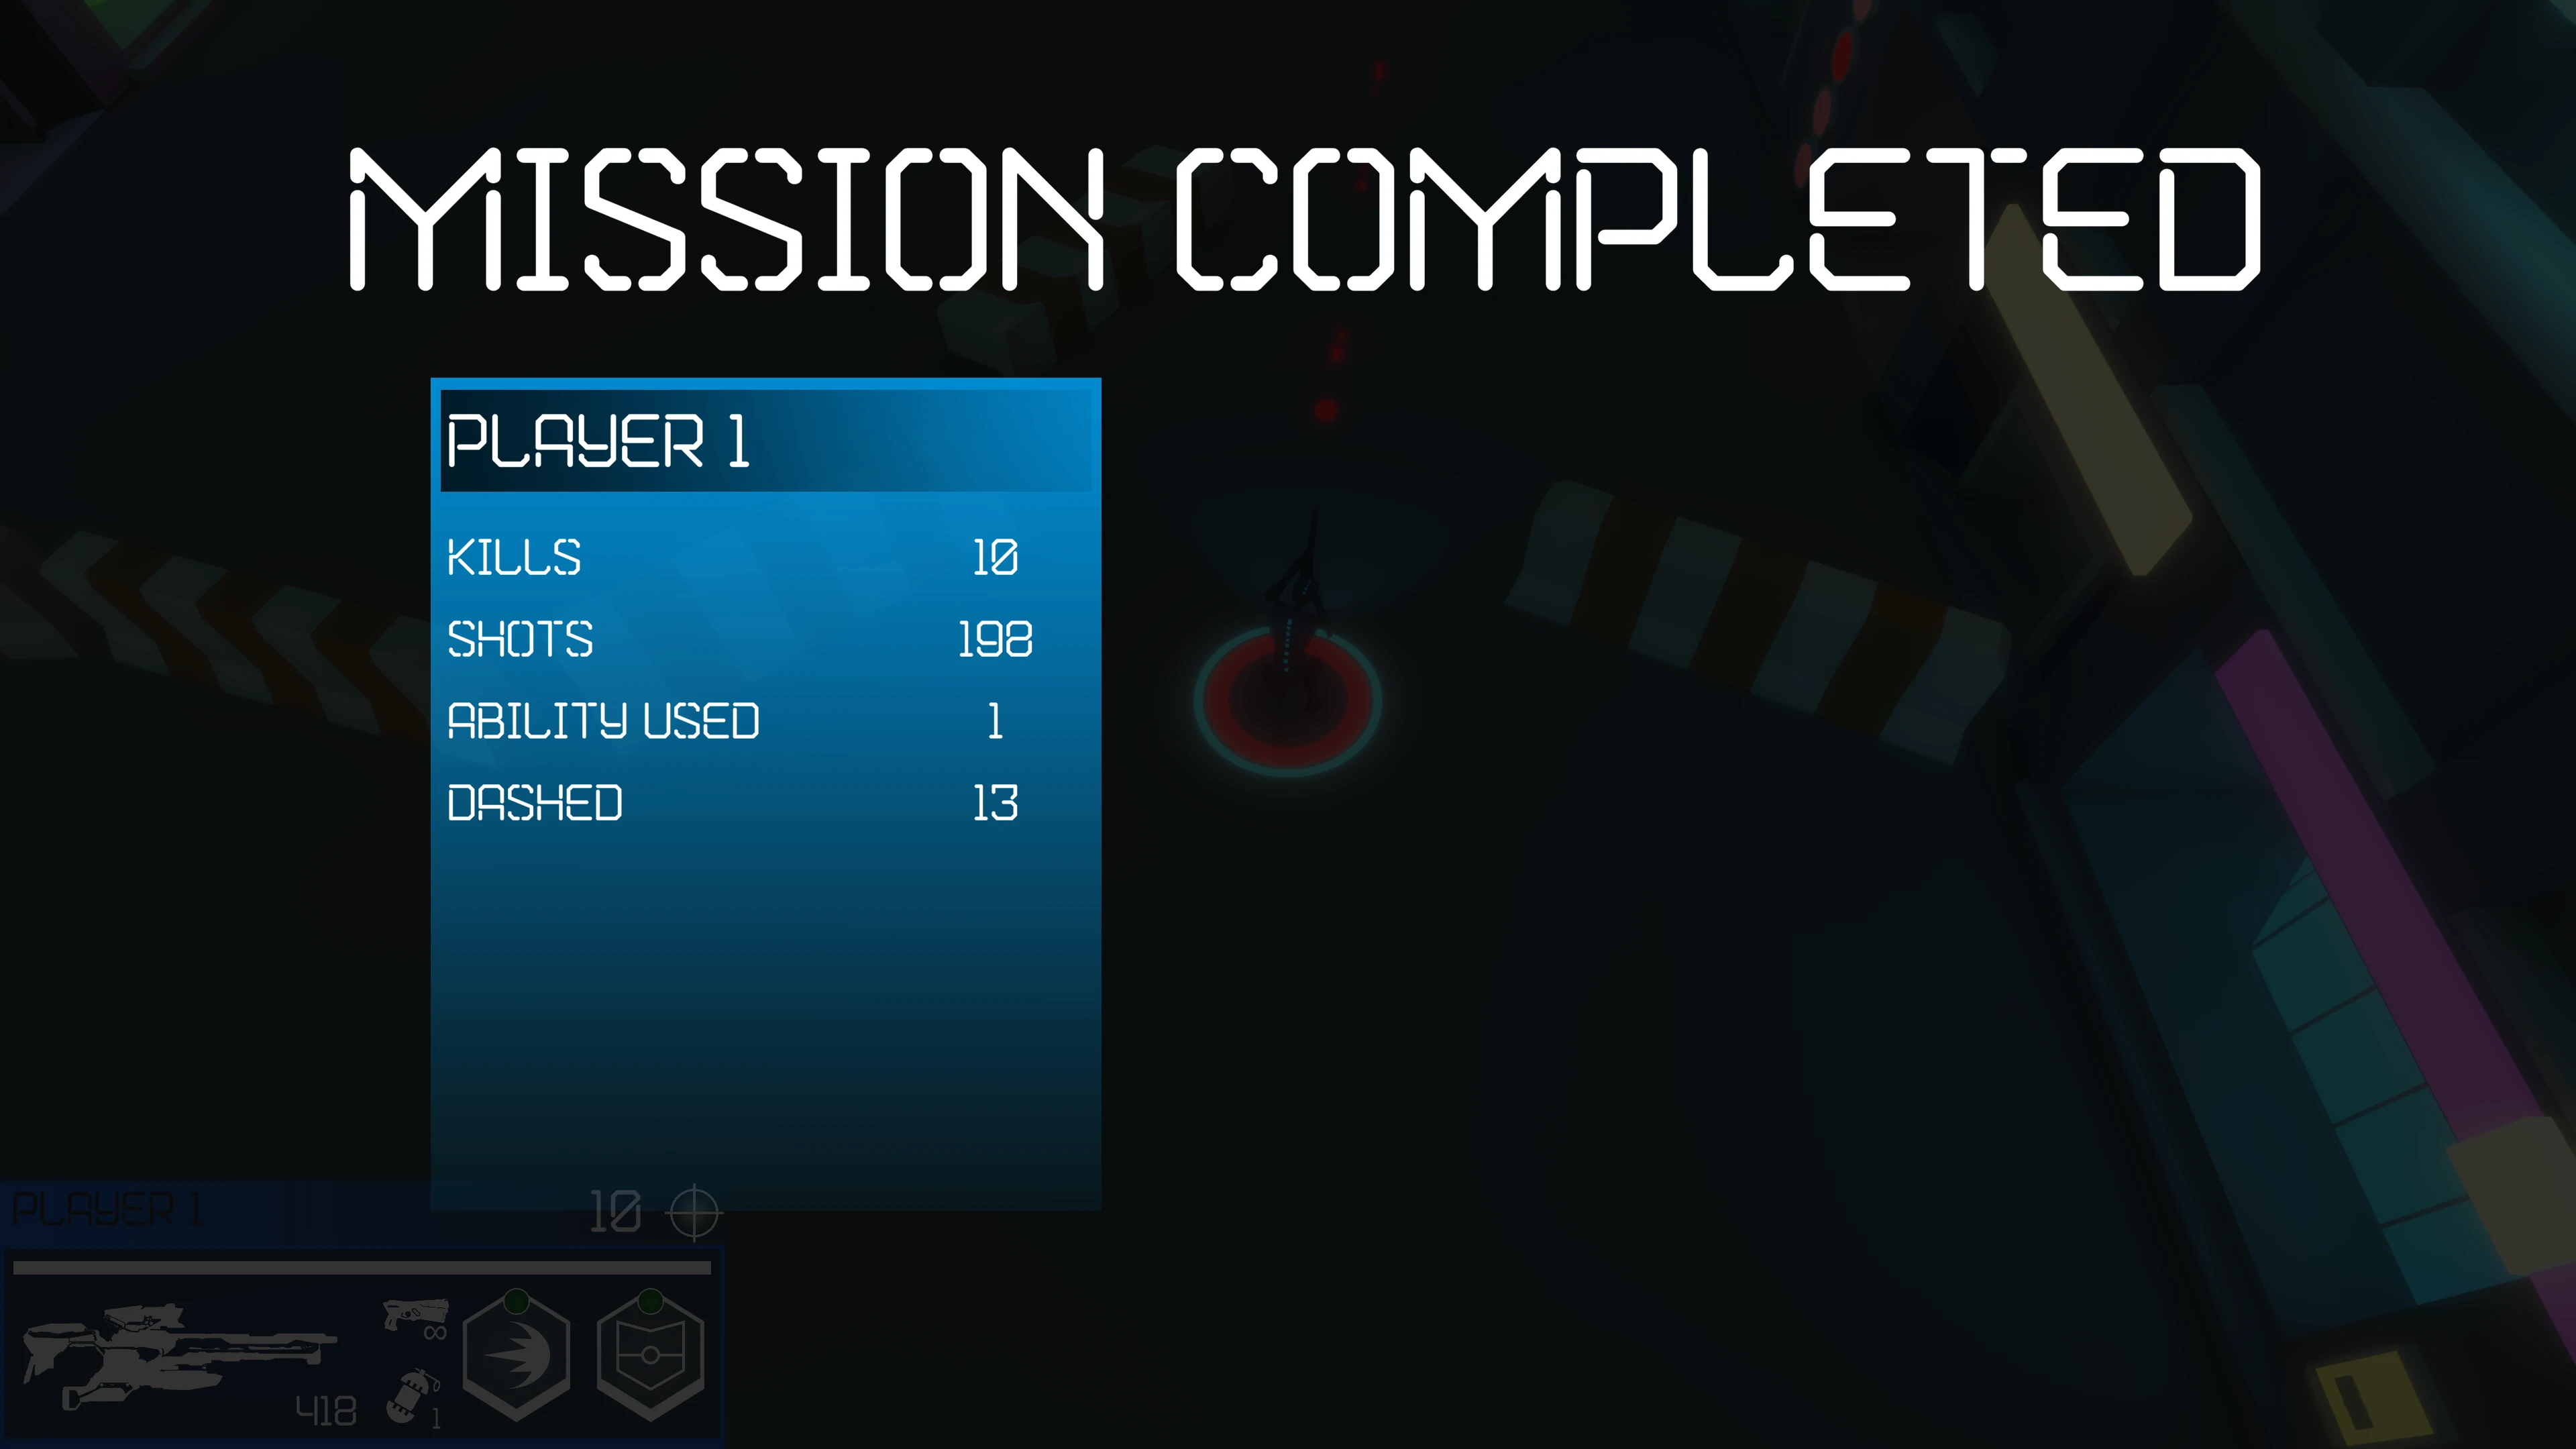 MISSION COMPLETED
PLAYER 1
KILLS 10
SHOTS 198
ABILITY USED 1
DASHED 13
PLAYER 1 10
∞
418 1